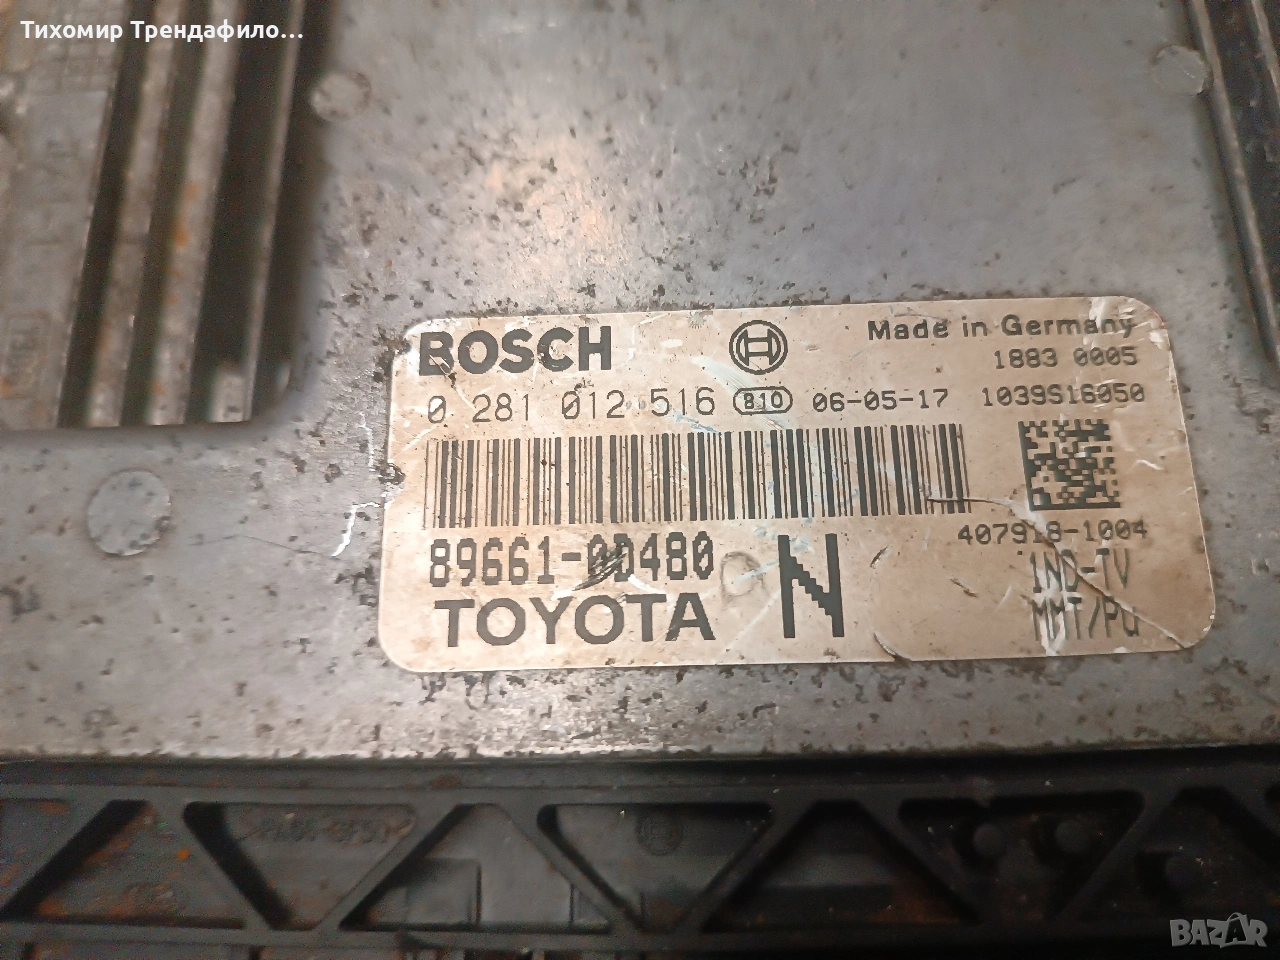 Тихомир Трендафило...
BOSCH
Made in Germany
1883 0005
0 281 012 516 810 06-05-17 1039S16050
407918-1004
89661-0D480
N
1ND-TV
TOYOTA
MMT/PU
BAZAR